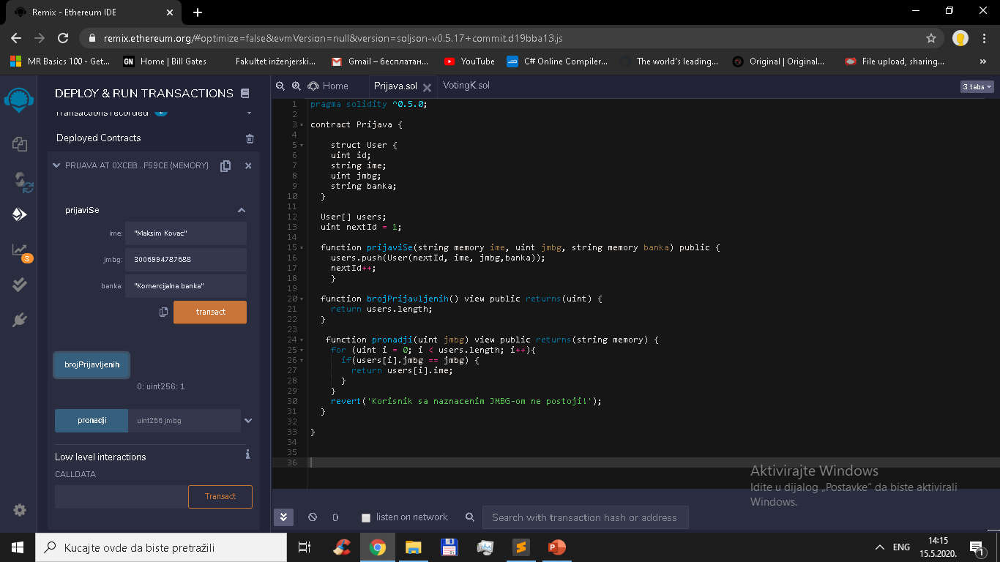 Remix - Ethereum IDE
remix.ethereum.org/#optimize=false&evmVersion=null&version=soljson-v0.5.17+commit.d19bba13.js
MR Basics 100 - Get...
GN Home | Bill Gates
Fakultet inženjerski...
Gmail – бесплатан...
YouTube
C# Online Compiler...
The world's leading...
Original | Original...
File upload, sharing...
»
DEPLOY & RUN TRANSACTIONS
Transactions recorded 2
Deployed Contracts
PRIJAVA AT 0XCEB...F59CE (MEMORY)
prijaviSe
ime: "Maksim Kovac"
jmbg: 3006994787688
banka: "Komercijalna banka"
transact
brojPrijavljenih
0: uint256: 1
pronadji uint256 jmbg
Low level interactions
CALLDATA
Transact
3
Home
Prijava.sol
VotingK.sol
3 tabs
1 pragma solidity ^0.5.0;
2
3 contract Prijava {
4
5 struct User {
6 uint id;
7 string ime;
8 uint jmbg;
9 string banka;
10 }
11
12 User[] users;
13 uint nextId = 1;
14
15 function prijaviSe(string memory ime, uint jmbg, string memory banka) public {
16 users.push(User(nextId, ime, jmbg,banka));
17 nextId++;
18 }
19
20 function brojPrijavljenih() view public returns(uint) {
21 return users.length;
22 }
23
24 function pronadji(uint jmbg) view public returns(string memory) {
25 for (uint i = 0; i < users.length; i++){
26 if(users[i].jmbg == jmbg) {
27 return users[i].ime;
28 }
29 }
30 revert('Korisnik sa naznacenim JMBG-om ne postoji!');
31 }
32
33 }
34
35
36
Aktivirajte Windows
Idite u dijalog „Postavke" da biste aktivirali
Windows.
0
listen on network
Search with transaction hash or address
Kucajte ovde da biste pretražili
ENG
14:15
15.5.2020.
1